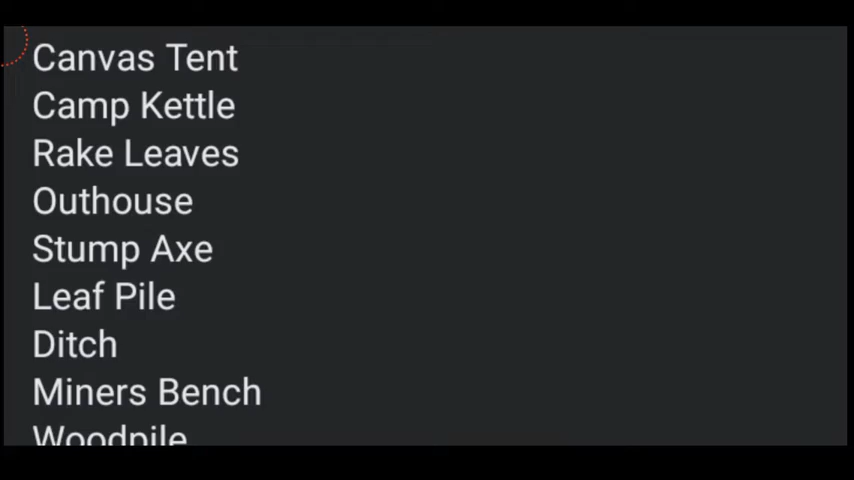 Canvas Tent
Camp Kettle
Rake Leaves
Outhouse
Stump Axe
Leaf Pile
Ditch
Miners Bench
Woodpile